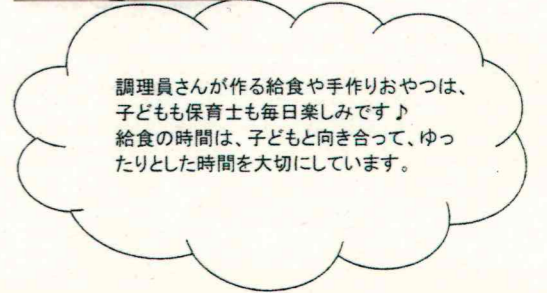 調理員さんが作る給食や手作りおやつは、
子どもも保育士も毎日楽しみです♪
給食の時間は、子どもと向き合って、ゆっ
たりとした時間を大切にしています。